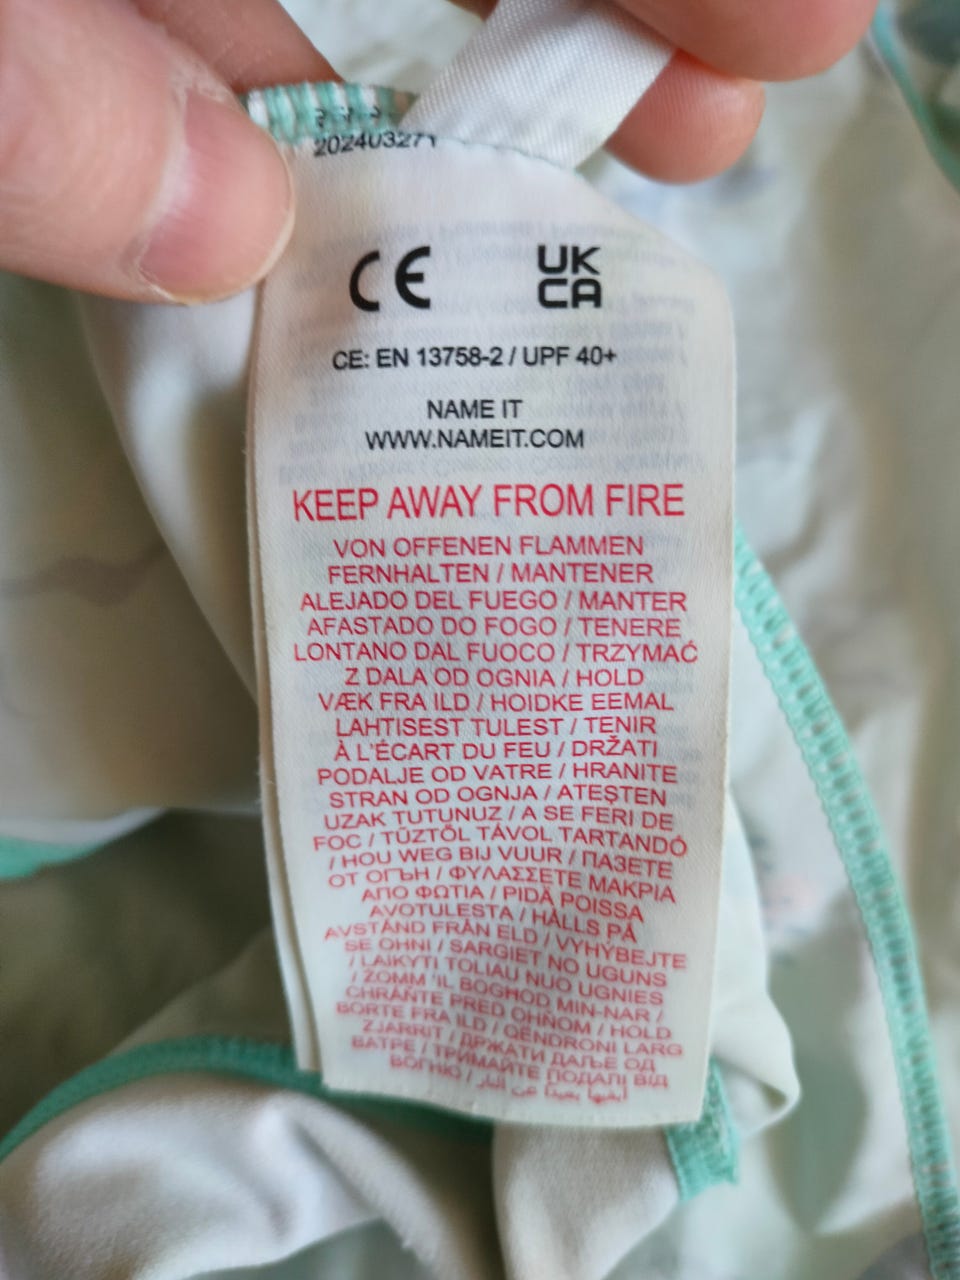 202403271
CE UK
CA
CE: EN 13758-2 / UPF 40+
NAME IT
WWW.NAMEIT.COM
KEEP AWAY FROM FIRE
VON OFFENEN FLAMMEN
FERNHALTEN / MANTENER
ALEJADO DEL FUEGO / MANTER
AFASTADO DO FOGO / TENERE
LONTANO DAL FUOCO / TRZYMAĆ
Z DALA OD OGNIA / HOLD
VÆK FRA ILD / HOIDKE EEMAL
LAHTISEST TULEST / TENIR
À L'ÉCART DU FEU / DRŽATI
PODALJE OD VATRE / HRANITE
STRAN OD OGNJA / ATEŞTEN
UZAK TUTUNUZ / A SE FERI DE
FOC / TŰZTŐL TÁVOL TARTANDÓ
/ HOU WEG BIJ VUUR / ПАЗЕТЕ
ОТ ОГЪН / ΦΥΛΑΣΣΕΤΕ ΜΑΚΡΙΑ
ΑΠΟ ΦΩΤΙΑ / PIDÄ POISSA
AVOTULESTA / HÅLLS PÅ
AVSTÅND FRÅN ELD / VYHÝBEJTE
SE OHNI / SARGIET NO UGUNS
/ LAIKYTI TOLIAU NUO UGNIES
/ ŻOMM 'IL BOGĦOD MIN-NAR /
CHRÁŇTE PRED OHŇOM / HOLD
BORTE FRA ILD / QËNDRONI LARG
ZJARRIT / ДРЖАТИ ДАЉЕ ОД
ВАТРЕ / ТРИМАЙТЕ ПОДАЛІ ВІД
ВОГНЮ / ابقيها بعيدا عن النار